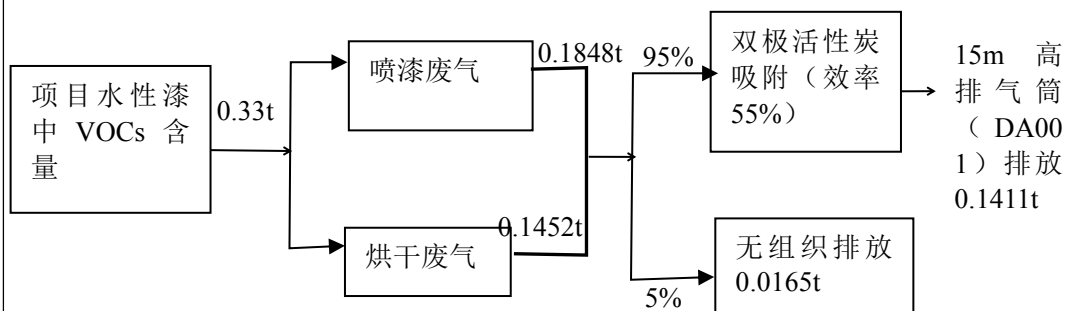 项目水性漆
中 VOCs 含
量
0.33t
喷漆废气
0.1848t
烘干废气
0.1452t
95%
双极活性炭
吸附（效率
55%）
15m 高
排气筒
（DA00
1）排放
0.1411t
5%
无组织排放
0.0165t